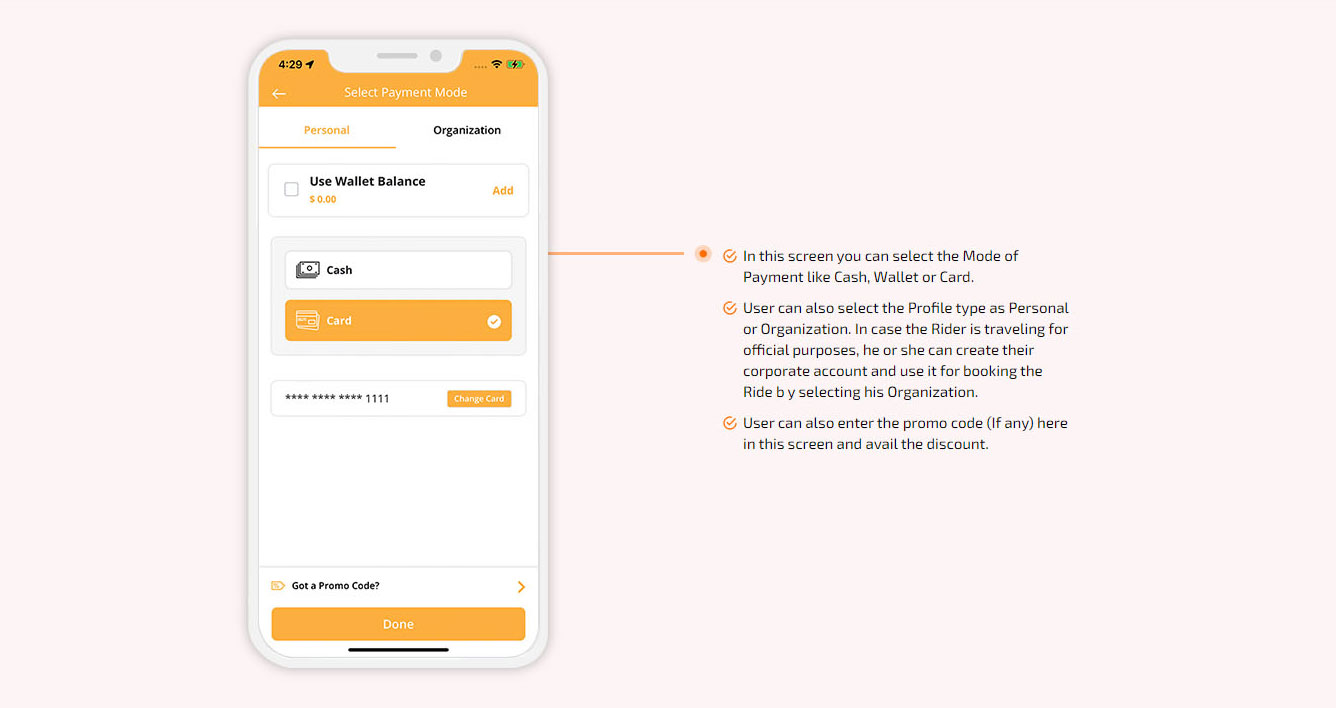 4:29
Select Payment Mode
Personal Organization
Use Wallet Balance
$ 0.00
Add
Cash
Card
**** **** **** 1111 Change Card
Got a Promo Code?
Done
In this screen you can select the Mode of
Payment like Cash, Wallet or Card.
User can also select the Profile type as Personal
or Organization. In case the Rider is traveling for
official purposes, he or she can create their
corporate account and use it for booking the
Ride b y selecting his Organization.
User can also enter the promo code (If any) here
in this screen and avail the discount.